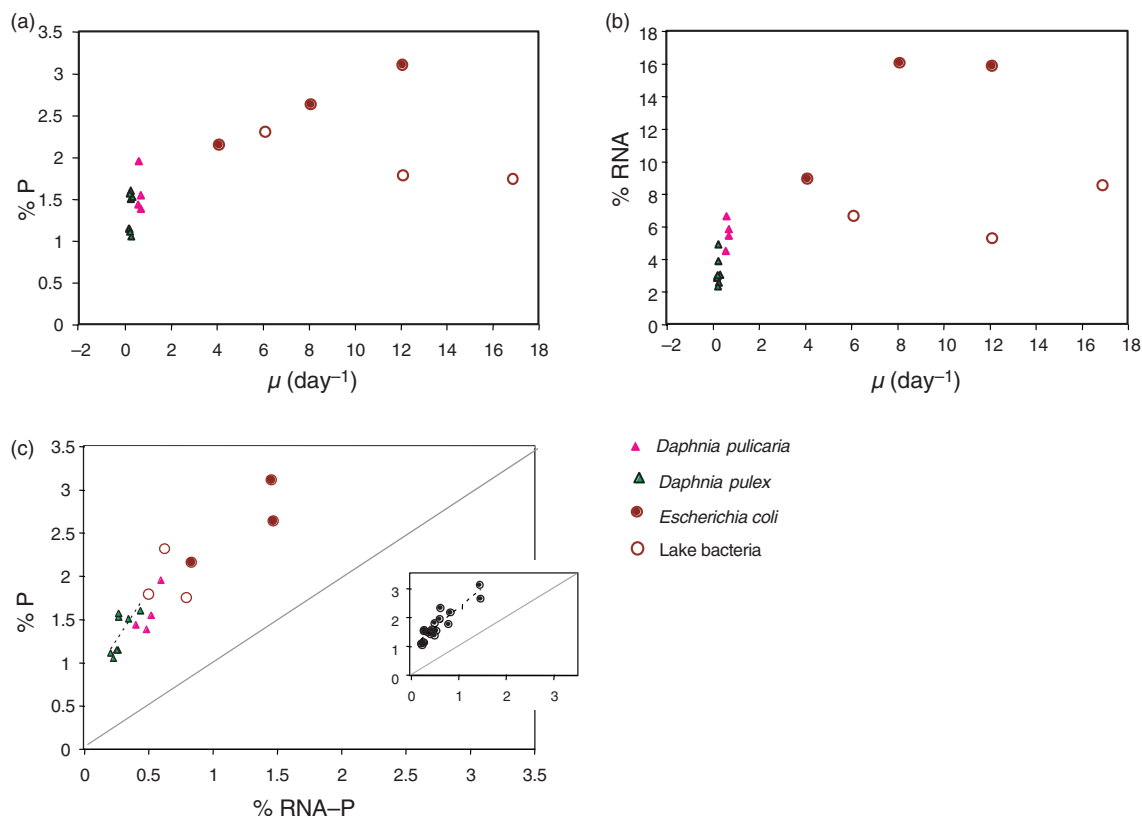 (a)
3.5
3
2.5
2
1.5
1
0.5
0
% P
–2 0 2 4 6 8 10 12 14 16 18
μ (day–1)
(b)
18
16
14
12
10
8
6
4
2
0
% RNA
–2 0 2 4 6 8 10 12 14 16 18
μ (day–1)
(c)
3.5
3
2.5
2
1.5
1
0.5
0
% P
0 0.5 1 1.5 2 2.5 3 3.5
% RNA–P
3
2
1
0
0 1 2 3
Daphnia pulicaria
Daphnia pulex
Escherichia coli
Lake bacteria